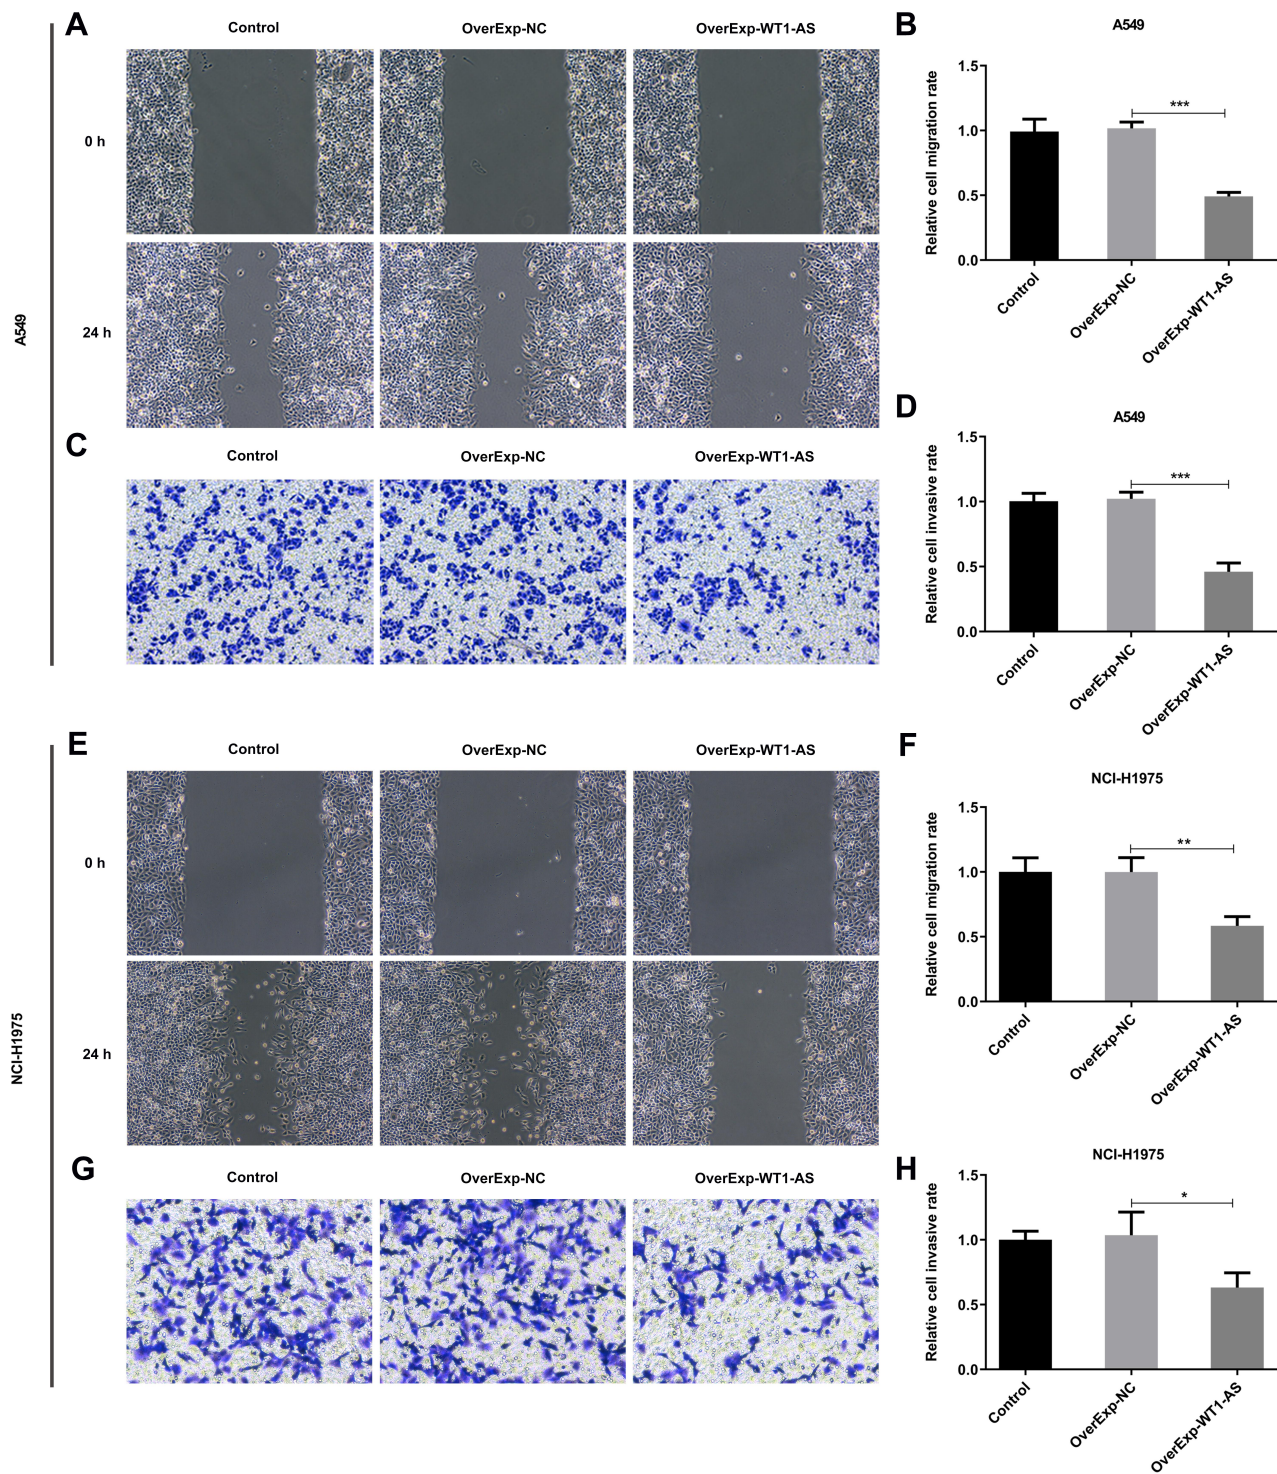 A
Control
OverExp-NC
OverExp-WT1-AS
0 h
24 h
A549
B
A549
Relative cell migration rate
1.5
1.0
0.5
0.0
***
Control
OverExp-NC
OverExp-WT1-AS
C
Control
OverExp-NC
OverExp-WT1-AS
D
A549
Relative cell invasive rate
1.5
1.0
0.5
0.0
***
Control
OverExp-NC
OverExp-WT1-AS
E
Control
OverExp-NC
OverExp-WT1-AS
0 h
24 h
NCI-H1975
F
NCI-H1975
Relative cell migration rate
1.5
1.0
0.5
0.0
**
Control
OverExp-NC
OverExp-WT1-AS
G
Control
OverExp-NC
OverExp-WT1-AS
H
NCI-H1975
Relative cell invasive rate
1.5
1.0
0.5
0.0
*
Control
OverExp-NC
OverExp-WT1-AS